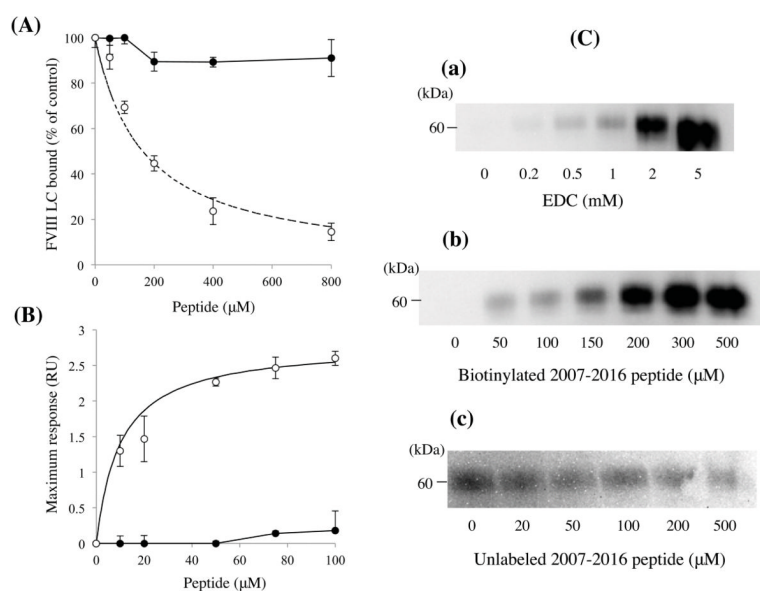 (A)
100
80
60
40
20
0
FVIII LC bound (% of control)
0 200 400 600 800
Peptide (μM)
(B)
3
2.5
2
1.5
1
0.5
0
Maximum response (RU)
0 20 40 60 80 100
Peptide (μM)
(C)
(a)
(kDa)
60
0 0.2 0.5 1 2 5
EDC (mM)
(b)
(kDa)
60
0 50 100 150 200 300 500
Biotinylated 2007-2016 peptide (μM)
(c)
(kDa)
60
0 20 50 100 200 500
Unlabeled 2007-2016 peptide (μM)